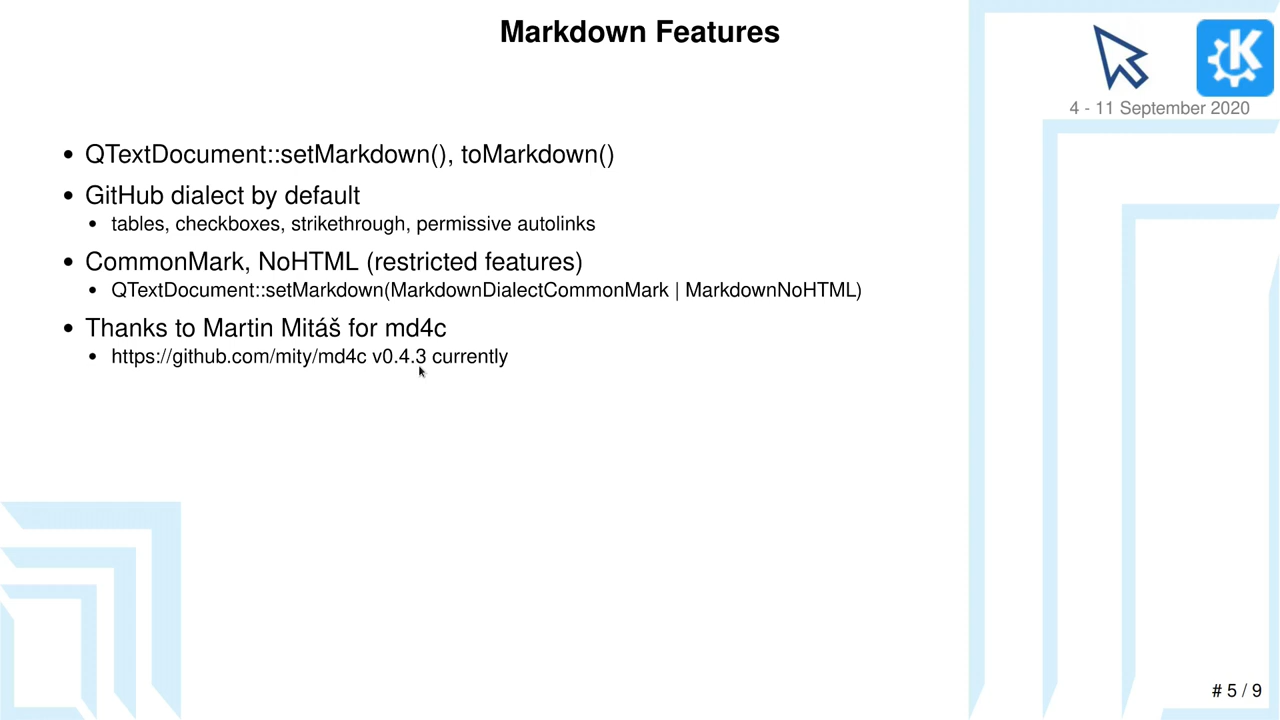 Markdown Features
4 - 11 September 2020
• QTextDocument::setMarkdown(), toMarkdown()
• GitHub dialect by default
• tables, checkboxes, strikethrough, permissive autolinks
• CommonMark, NoHTML (restricted features)
• QTextDocument::setMarkdown(MarkdownDialectCommonMark | MarkdownNoHTML)
• Thanks to Martin Mitáš for md4c
• https://github.com/mity/md4c v0.4.3 currently
# 5 / 9